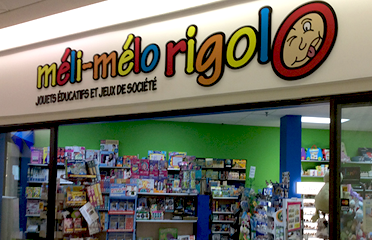 méli-mélo rigolO
JOUETS ÉDUCATIFS ET JEUX DE SOCIÉTÉ